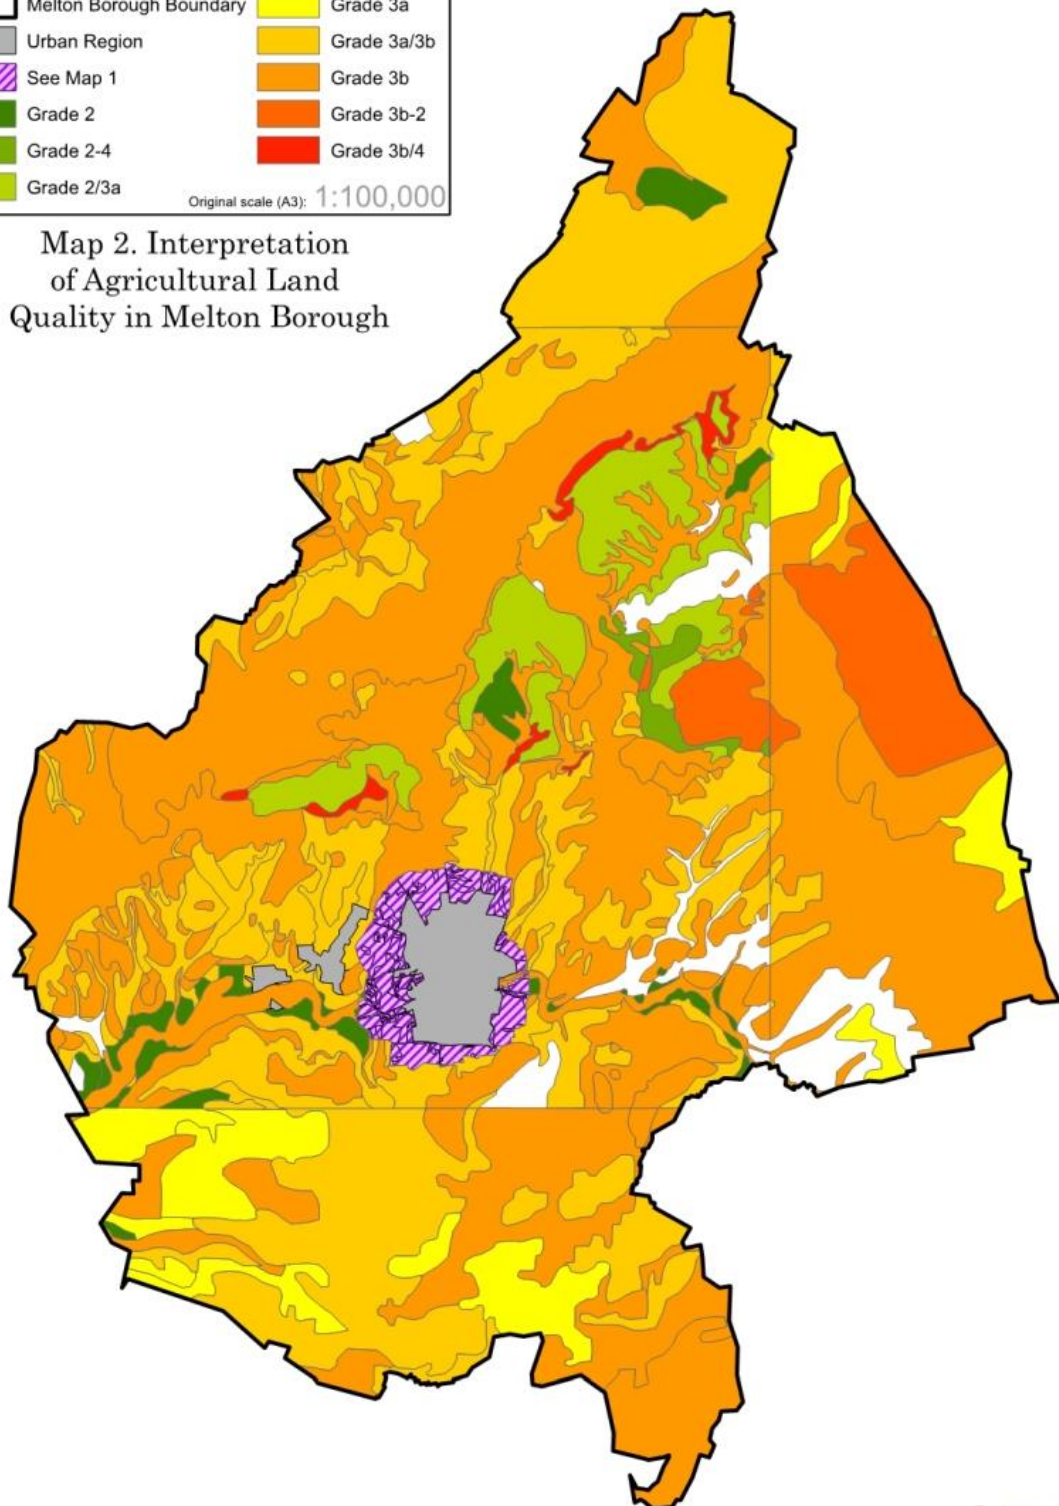 Melton Borough Boundary
Urban Region
See Map 1
Grade 2
Grade 2-4
Grade 2/3a
Grade 3a
Grade 3a/3b
Grade 3b
Grade 3b-2
Grade 3b/4
Original scale (A3): 1:100,000
Map 2. Interpretation
of Agricultural Land
Quality in Melton Borough